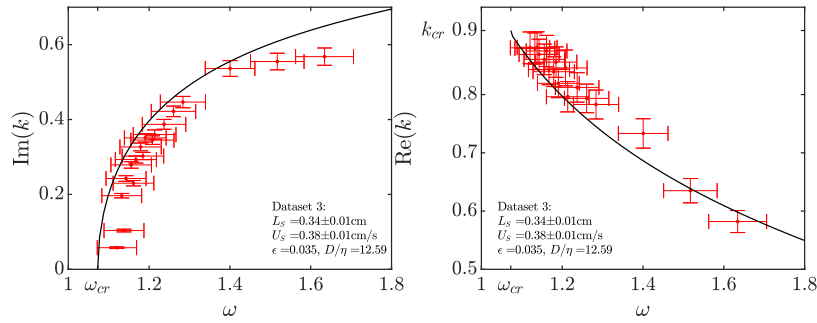 0.6
0.4
0.2
0
Im(k)
1
ω_cr
1.2
1.4
1.6
1.8
ω
Dataset 3:
L_S =0.34±0.01cm
U_S =0.38±0.01cm/s
ϵ =0.035, D/η =12.59
k_cr
0.9
0.8
0.7
0.6
0.5
Re(k)
1
ω_cr
1.2
1.4
1.6
1.8
ω
Dataset 3:
L_S =0.34±0.01cm
U_S =0.38±0.01cm/s
ϵ =0.035, D/η =12.59